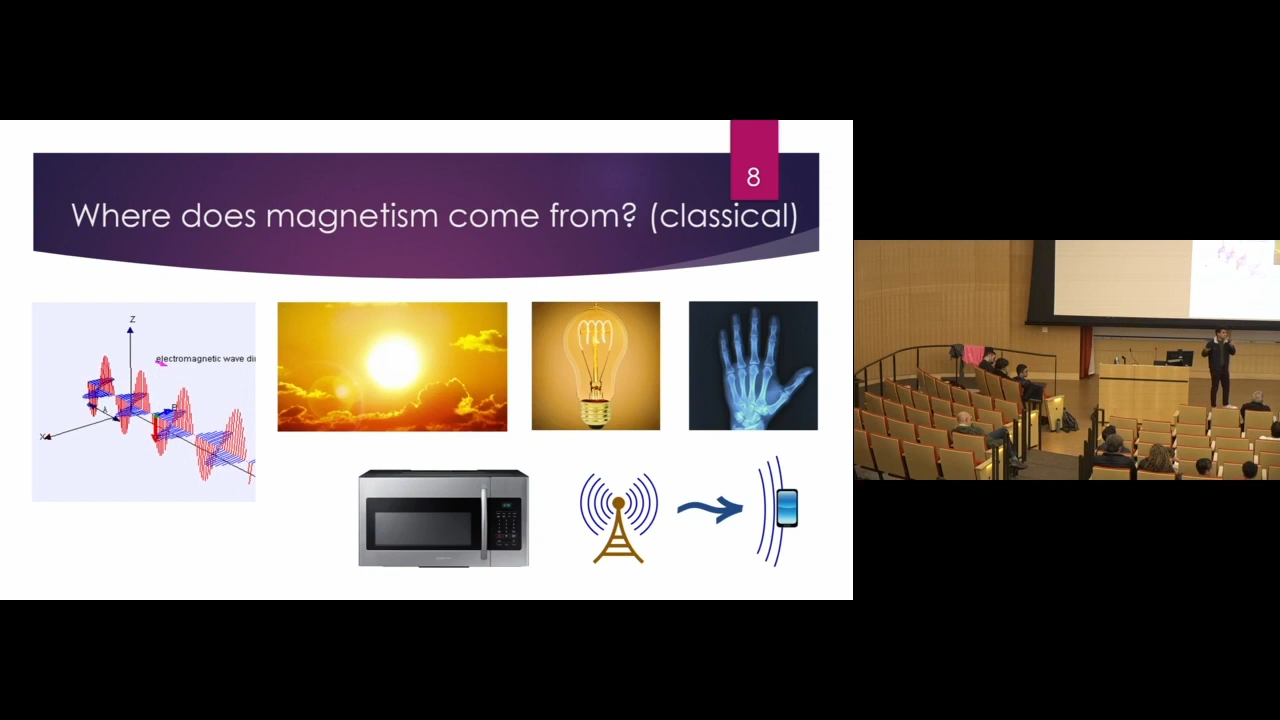 8
Where does magnetism come from? (classical)
Z
electromagnetic wave di
A
X